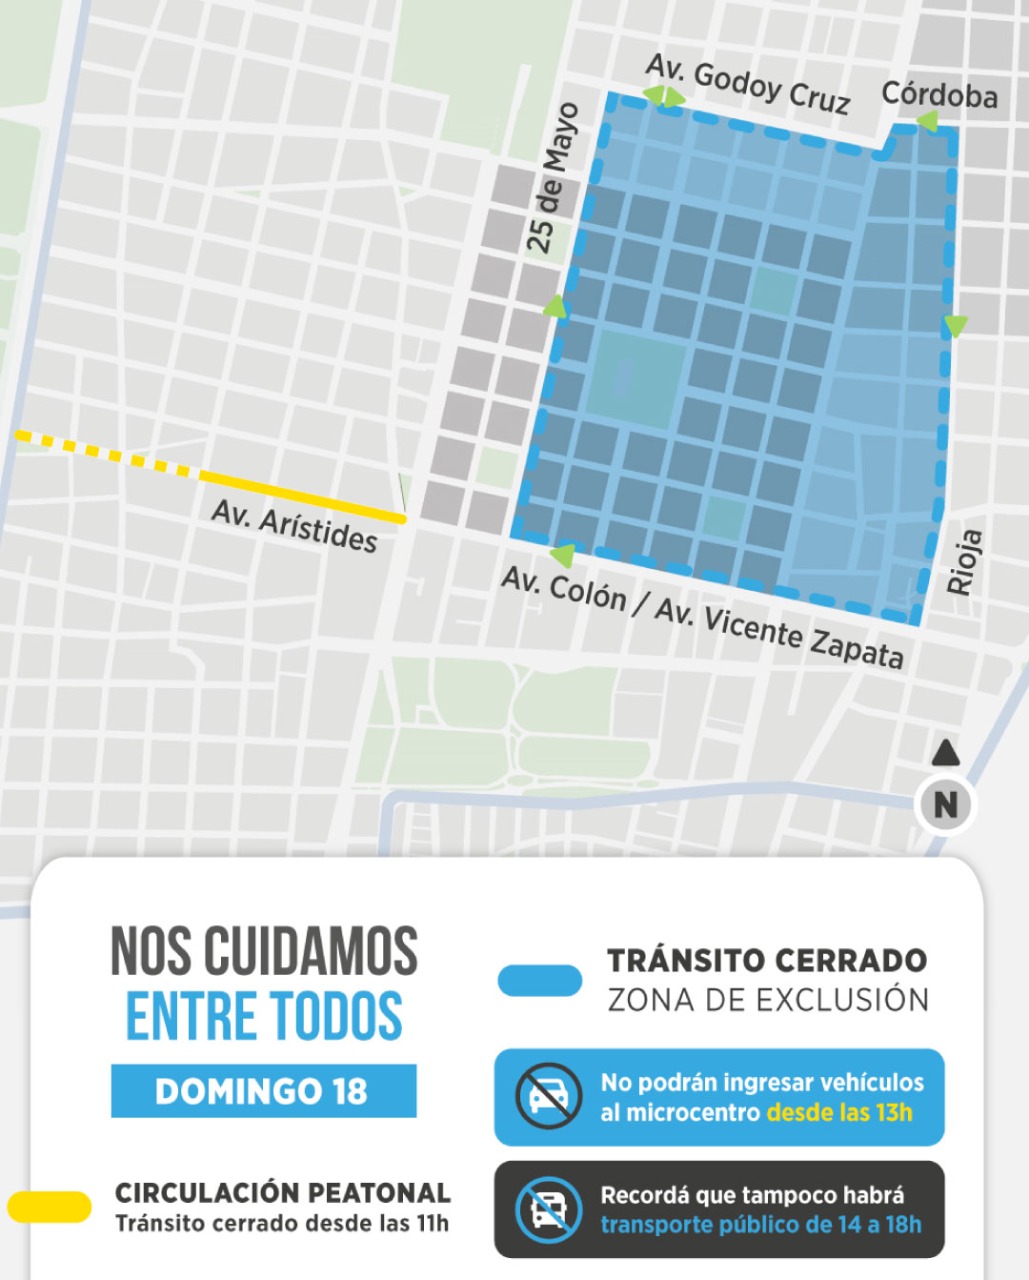 Av. Godoy Cruz
Córdoba
25 de Mayo
Av. Arístides
Av. Colón / Av. Vicente Zapata
Rioja
N
NOS CUIDAMOS
ENTRE TODOS
DOMINGO 18
CIRCULACIÓN PEATONAL
Tránsito cerrado desde las 11h
TRÁNSITO CERRADO
ZONA DE EXCLUSIÓN
No podrán ingresar vehículos
al microcentro desde las 13h
Recordá que tampoco habrá
transporte público de 14 a 18h